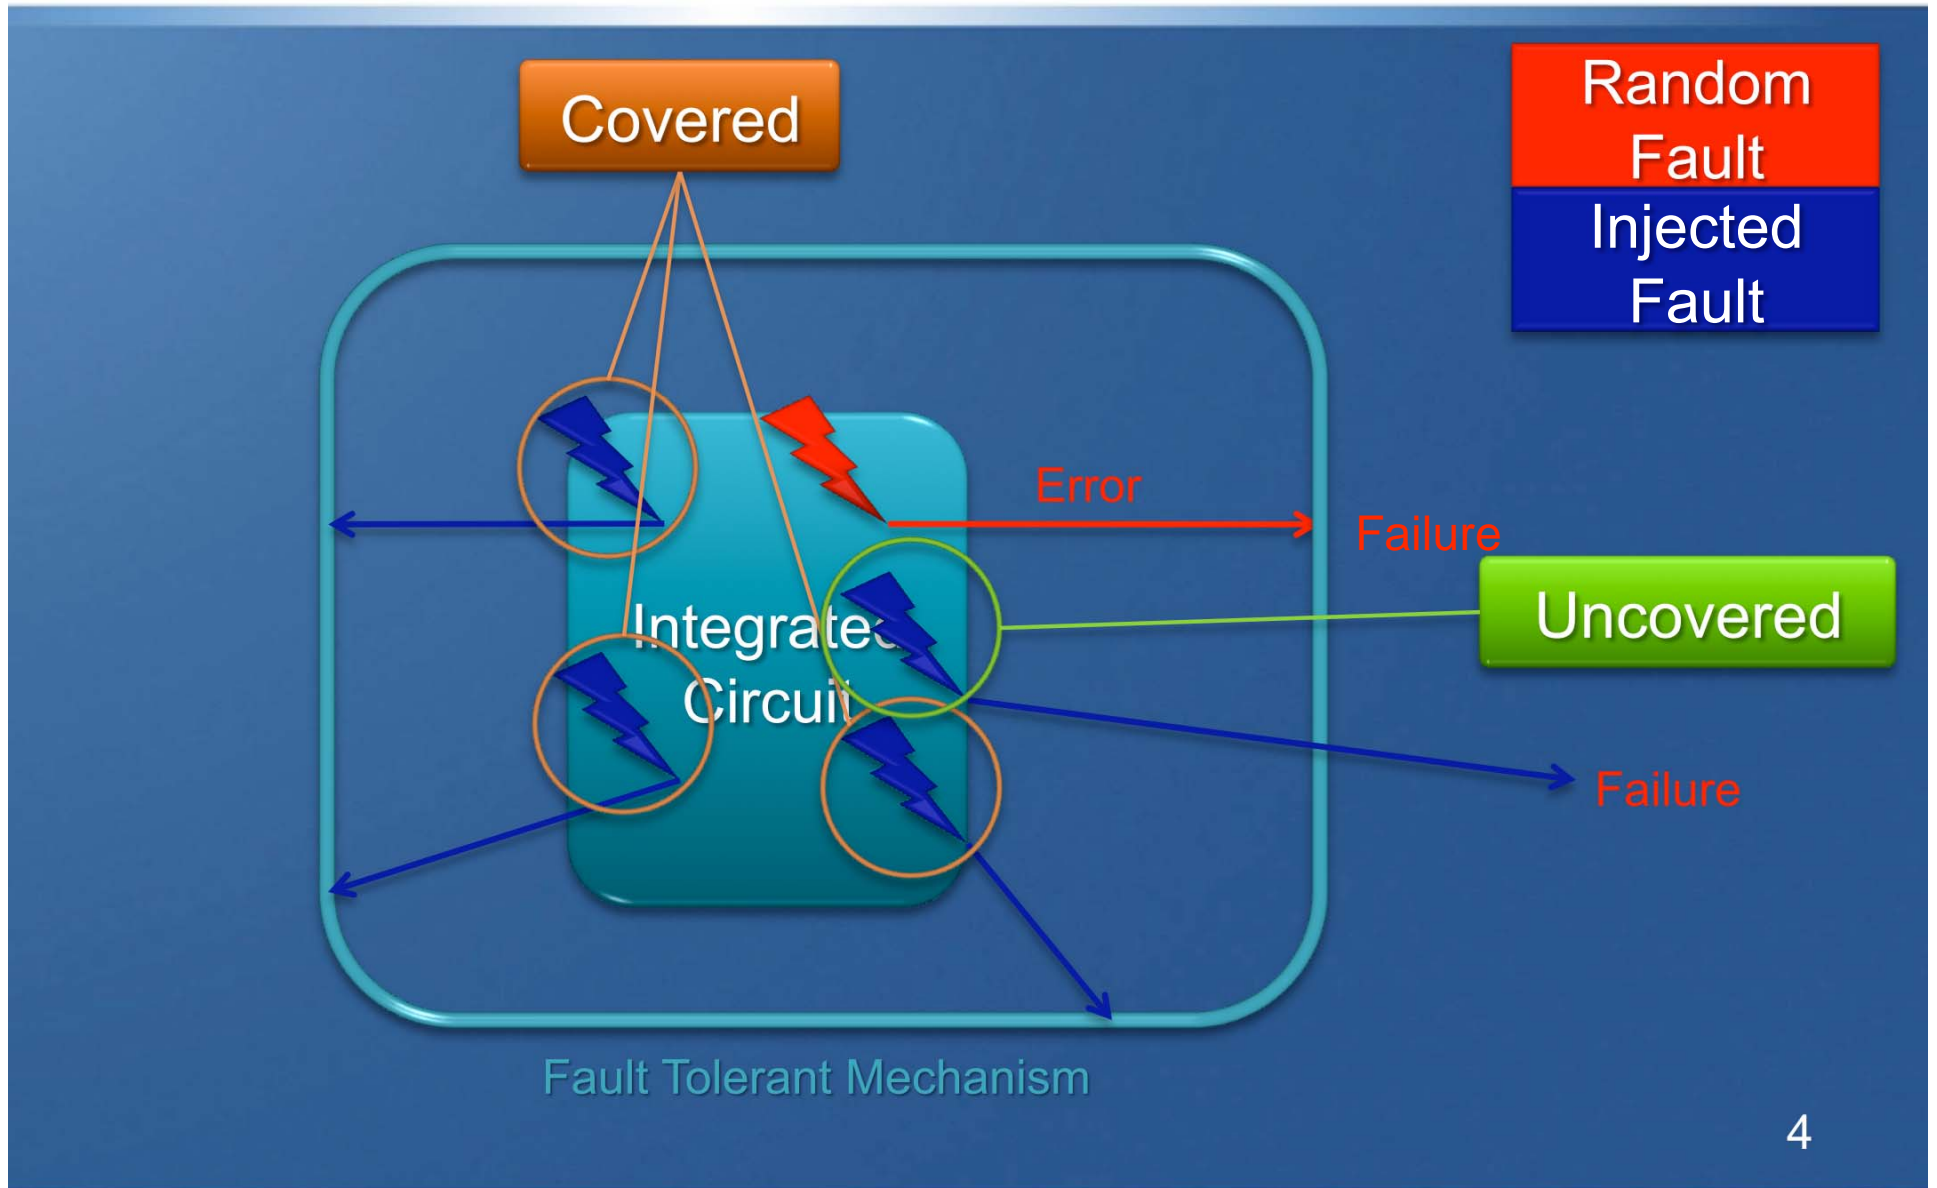 Covered
Random
Fault
Injected
Fault
Error
Failure
Integrated
Circuit
Uncovered
Failure
Fault Tolerant Mechanism
4